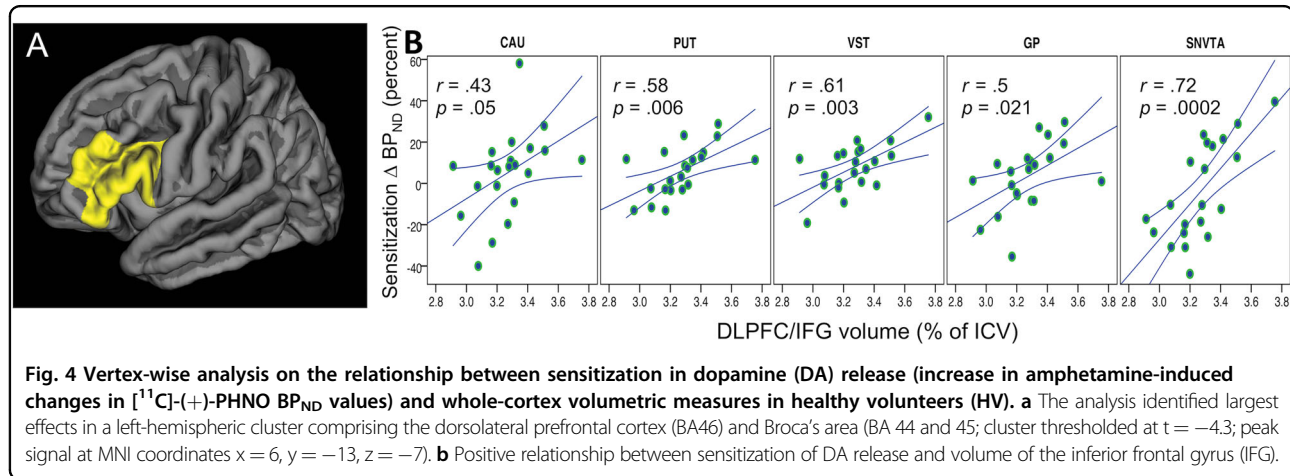 A
B
CAU PUT VST GP SNVTA
r = .43 r = .58 r = .61 r = .5 r = .72
p = .05 p = .006 p = .003 p = .021 p = .0002
Sensitization Δ BP_ND (percent)
60
40
20
0
-20
-40
2.8 3.0 3.2 3.4 3.6 3.8 2.8 3.0 3.2 3.4 3.6 3.8 2.8 3.0 3.2 3.4 3.6 3.8 2.8 3.0 3.2 3.4 3.6 3.8 2.8 3.0 3.2 3.4 3.6 3.8
DLPFC/IFG volume (% of ICV)
Fig. 4 Vertex-wise analysis on the relationship between sensitization in dopamine (DA) release (increase in amphetamine-induced
changes in [¹¹C]-(+)-PHNO BP_ND values) and whole-cortex volumetric measures in healthy volunteers (HV). a The analysis identified largest
effects in a left-hemispheric cluster comprising the dorsolateral prefrontal cortex (BA46) and Broca's area (BA 44 and 45; cluster thresholded at t = −4.3; peak
signal at MNI coordinates x = 6, y = −13, z = −7). b Positive relationship between sensitization of DA release and volume of the inferior frontal gyrus (IFG).